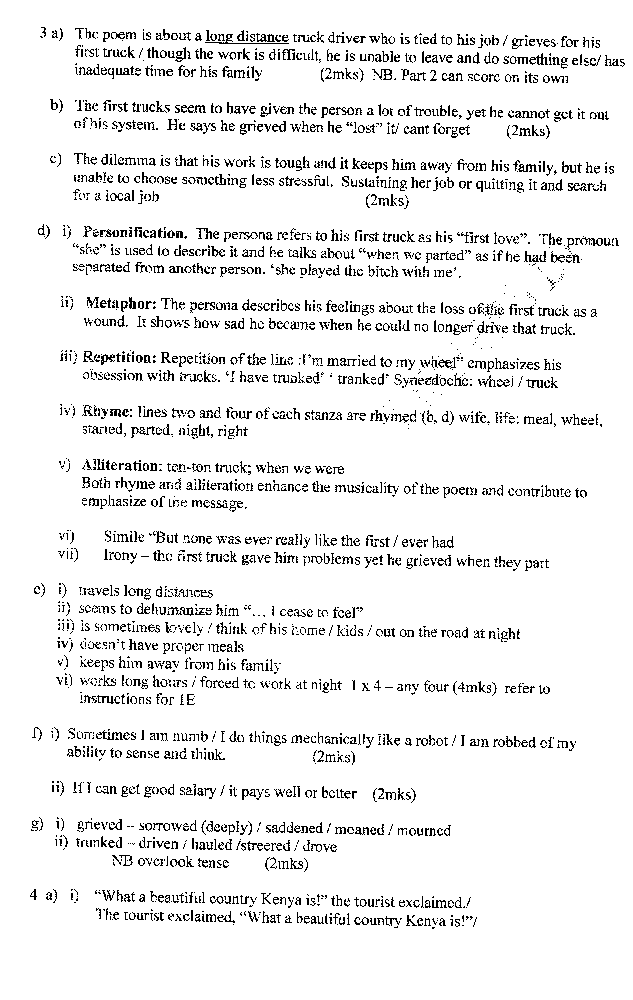 3 a) The poem is about a long distance truck driver who is tied to his job / grieves for his
first truck / though the work is difficult, he is unable to leave and do something else/ has
inadequate time for his family (2mks) NB. Part 2 can score on its own
b) The first trucks seem to have given the person a lot of trouble, yet he cannot get it out
of his system. He says he grieved when he “lost” it/ cant forget (2mks)
c) The dilemma is that his work is tough and it keeps him away from his family, but he is
unable to choose something less stressful. Sustaining her job or quitting it and search
for a local job (2mks)
d) i) Personification. The persona refers to his first truck as his “first love”. The pronoun
“she” is used to describe it and he talks about “when we parted” as if he had been
separated from another person. ‘she played the bitch with me’.
ii) Metaphor: The persona describes his feelings about the loss of the first truck as a
wound. It shows how sad he became when he could no longer drive that truck.
iii) Repetition: Repetition of the line :I’m married to my wheel” emphasizes his
obsession with trucks. ‘I have trunked’ ‘ tranked’ Synecdoche: wheel / truck
iv) Rhyme: lines two and four of each stanza are rhymed (b, d) wife, life: meal, wheel,
started, parted, night, right
v) Alliteration: ten-ton truck; when we were
Both rhyme and alliteration enhance the musicality of the poem and contribute to
emphasize of the message.
vi) Simile “But none was ever really like the first / ever had
vii) Irony – the first truck gave him problems yet he grieved when they part
e) i) travels long distances
ii) seems to dehumanize him “… I cease to feel”
iii) is sometimes lovely / think of his home / kids / out on the road at night
iv) doesn’t have proper meals
v) keeps him away from his family
vi) works long hours / forced to work at night 1 x 4 – any four (4mks) refer to
instructions for 1E
f) i) Sometimes I am numb / I do things mechanically like a robot / I am robbed of my
ability to sense and think. (2mks)
ii) If I can get good salary / it pays well or better (2mks)
g) i) grieved – sorrowed (deeply) / saddened / moaned / mourned
ii) trunked – driven / hauled /streered / drove
NB overlook tense (2mks)
4 a) i) “What a beautiful country Kenya is!” the tourist exclaimed./
The tourist exclaimed, “What a beautiful country Kenya is!”/